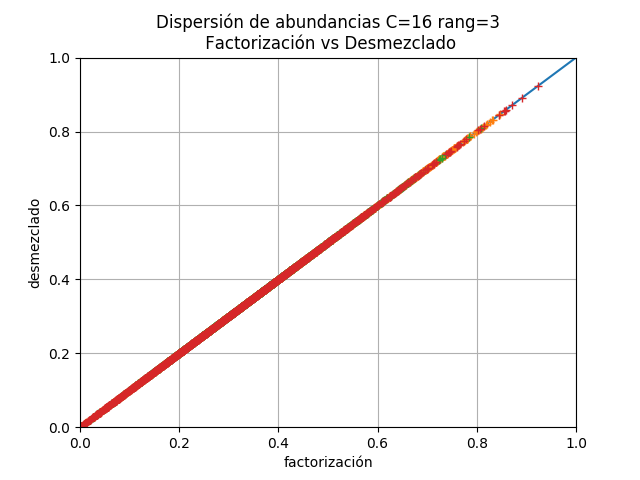 Dispersión de abundancias C=16 rang=3
Factorización vs Desmezclado
1.0
0.8
0.6
0.4
0.2
0.0
desmezclado
0.0 0.2 0.4 0.6 0.8 1.0
factorización